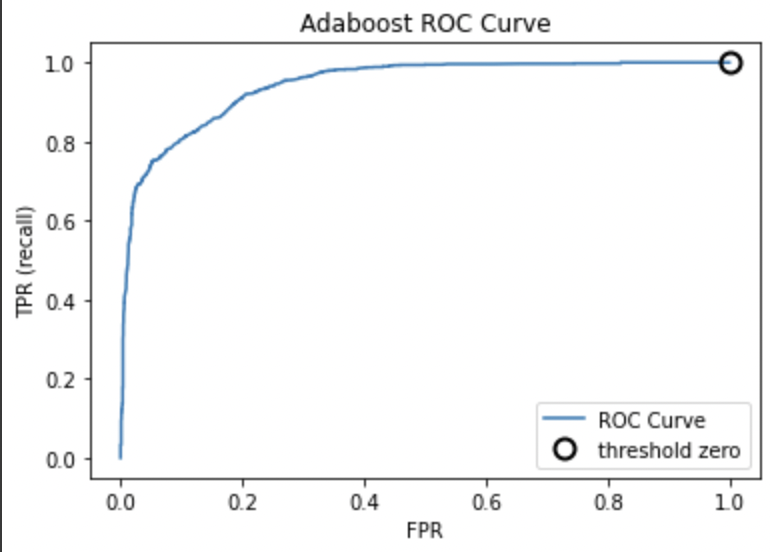 Adaboost ROC Curve
TPR (recall)
1.0
0.8
0.6
0.4
0.2
0.0
ROC Curve
threshold zero
0.0 0.2 0.4 0.6 0.8 1.0
FPR